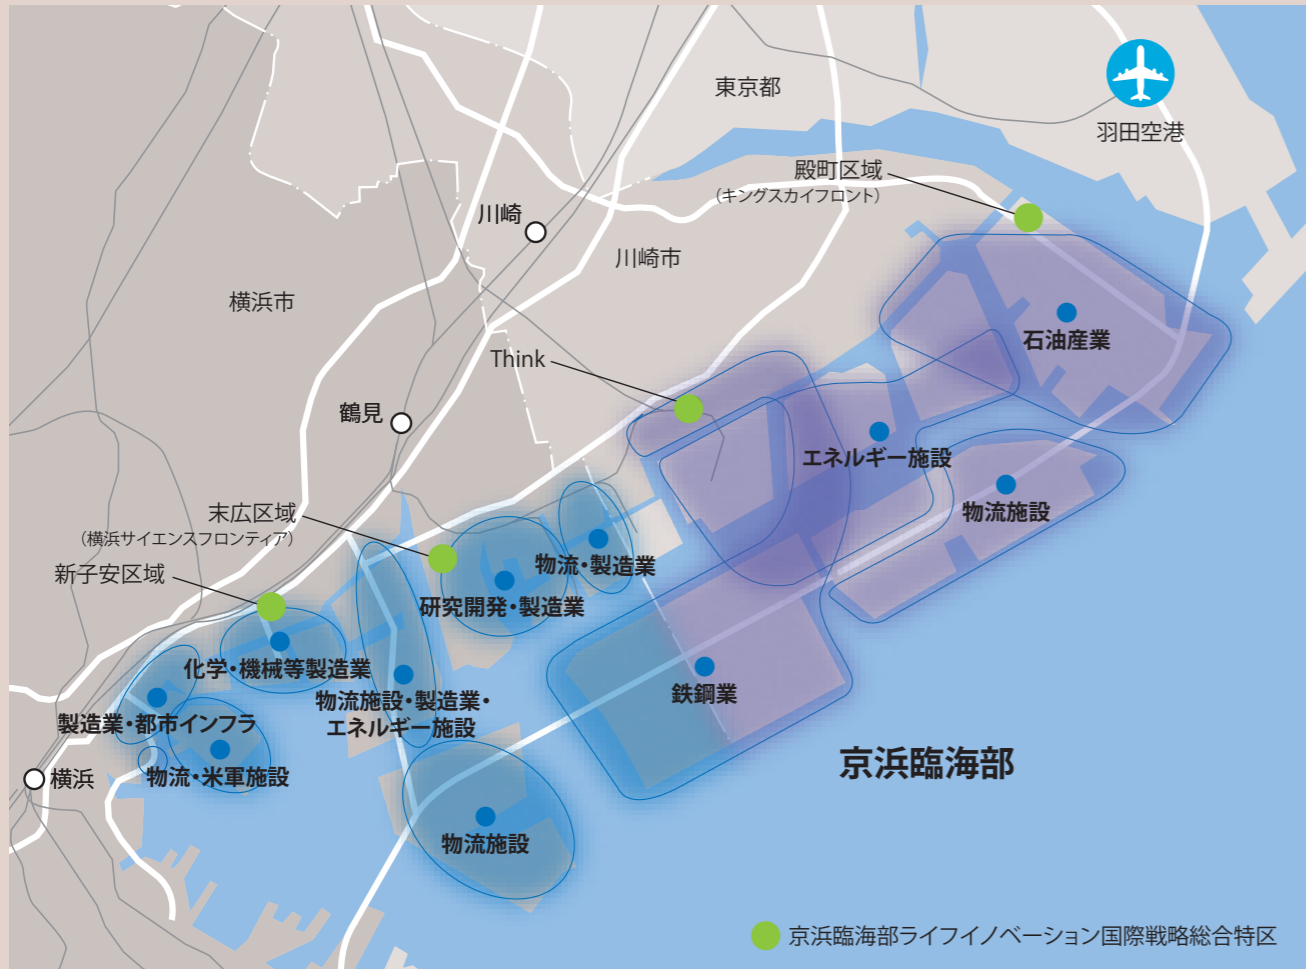 東京都
羽田空港
殿町区域
(キングスカイフロント)
川崎
川崎市
横浜市
石油産業
Think
鶴見
エネルギー施設
物流施設
末広区域
(横浜サイエンスフロンティア)
物流・製造業
新子安区域
研究開発・製造業
化学・機械等製造業
鉄鋼業
物流施設・製造業・
エネルギー施設
製造業・都市インフラ
京浜臨海部
横浜
物流・米軍施設
物流施設
京浜臨海部ライフイノベーション国際戦略総合特区